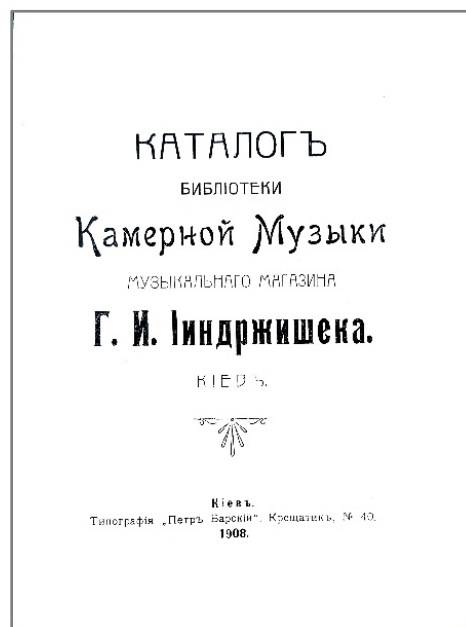 КАТАЛОГЪ
БИБЛІОТЕКИ
Камерной Музыки
МУЗЫКАЛЬНАГО МАГАЗИНА
Г. И. Іиндржишека.
КІЕВЪ.
Кіевъ.
Типографія „Петръ Барскій“. Крещатикъ, № 40.
1908.